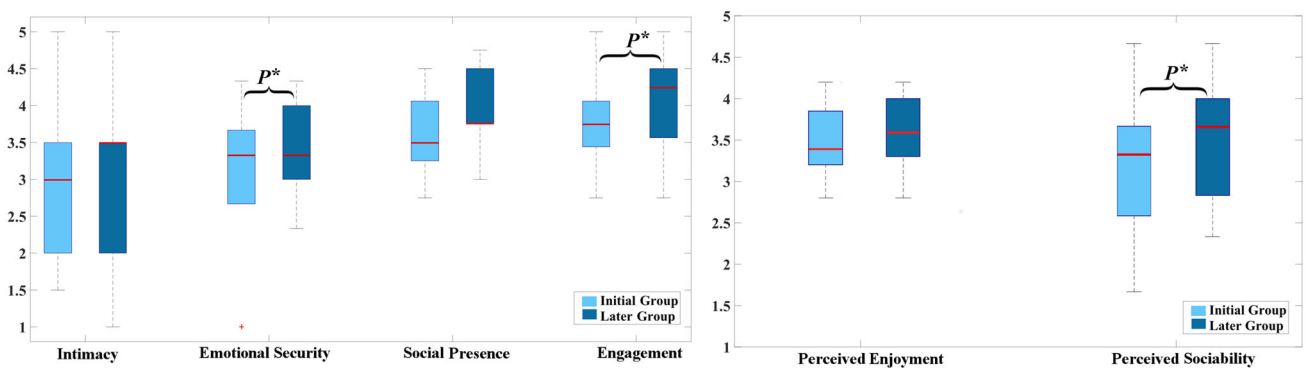 5
4.5
4
3.5
3
2.5
2
1.5
1
P*
P*
Intimacy
Emotional Security
Social Presence
Engagement
Initial Group
Later Group
5
4.5
4
3.5
3
2.5
2
1.5
1
P*
Perceived Enjoyment
Perceived Sociability
Initial Group
Later Group